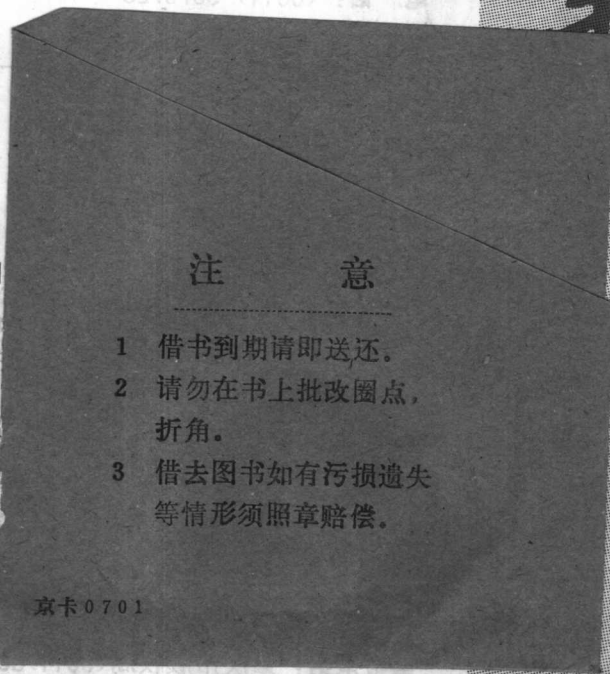 注 意
1 借书到期请即送还。
2 请勿在书上批改圈点，
折角。
3 借去图书如有污损遗失
等情形须照章赔偿。
京卡0701